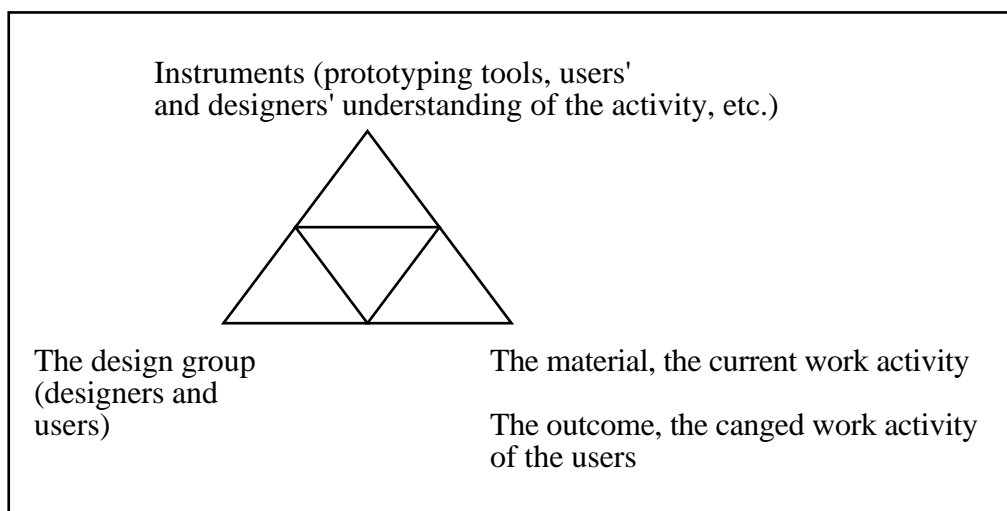 Instruments (prototyping tools, users'
and designers' understanding of the activity, etc.)
The design group
(designers and
users)
The material, the current work activity
The outcome, the canged work activity
of the users